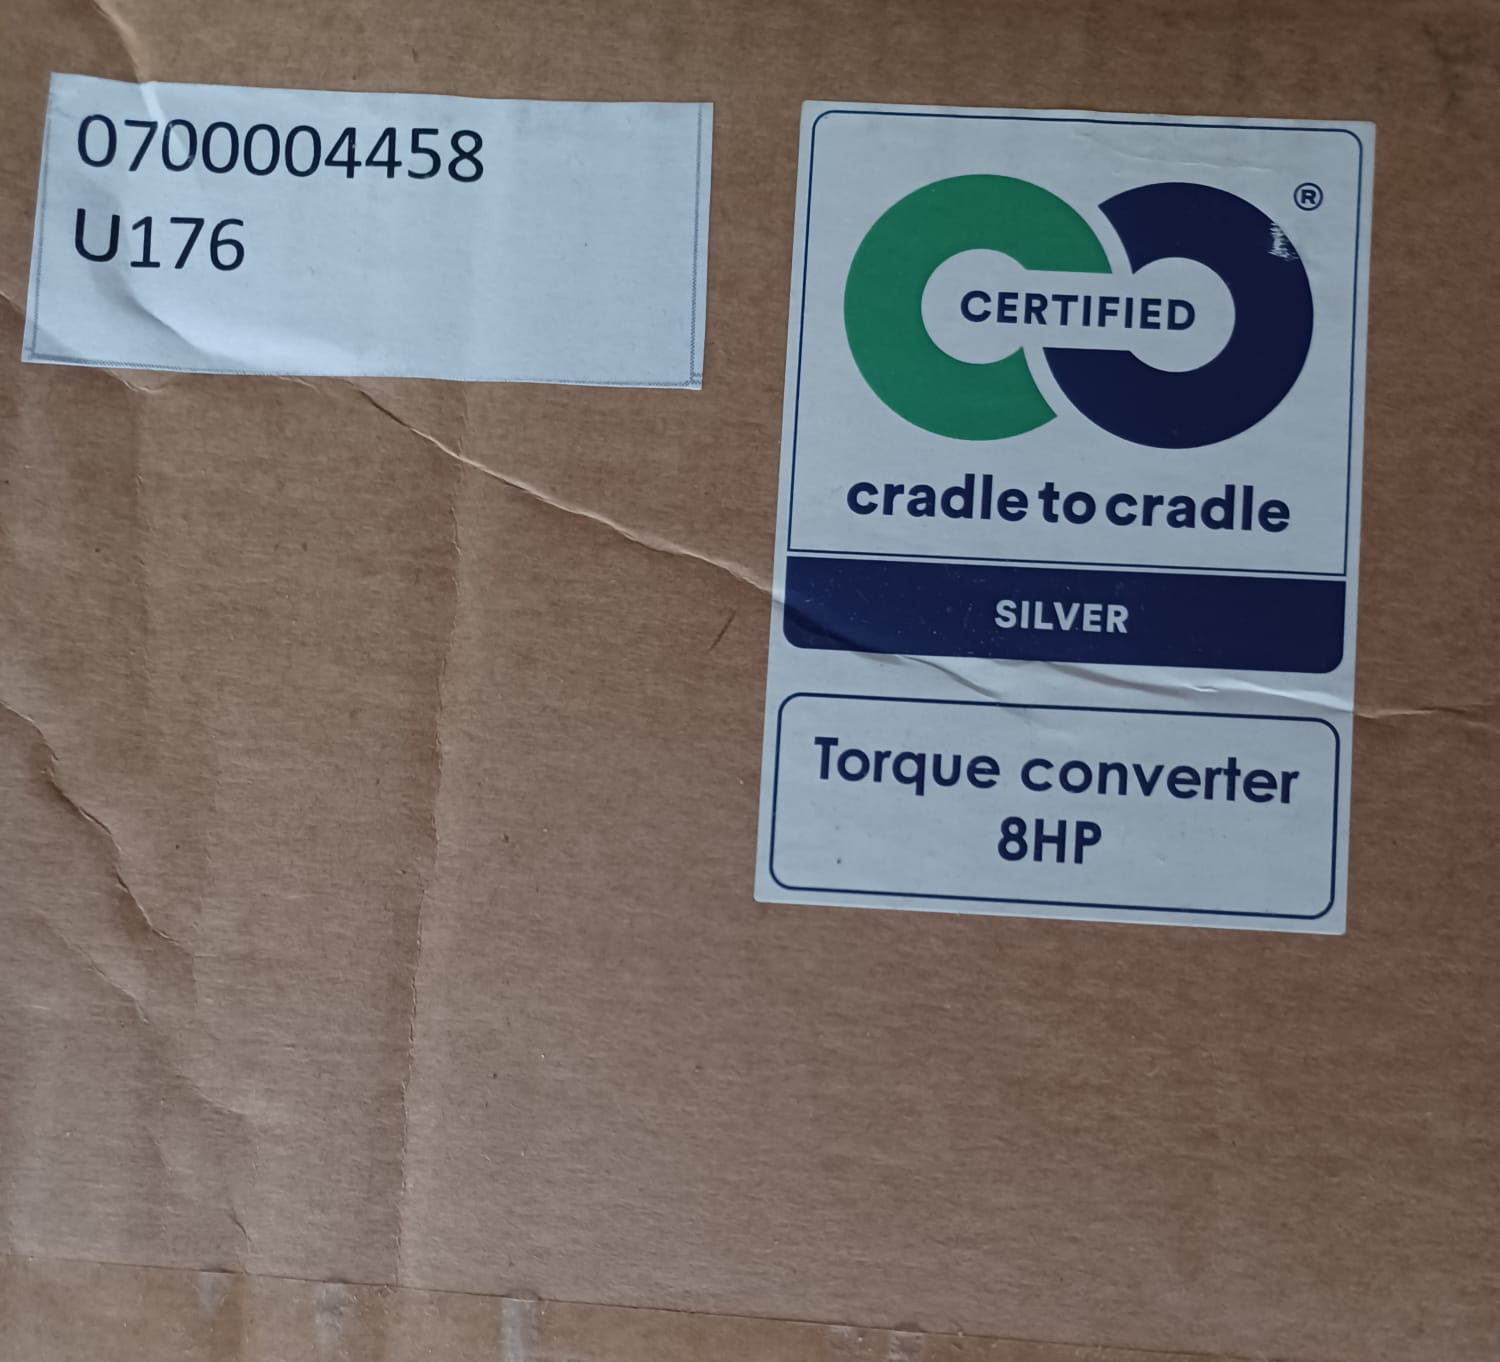 0700004458
U176
®
CERTIFIED
cradle to cradle
SILVER
Torque converter
8HP